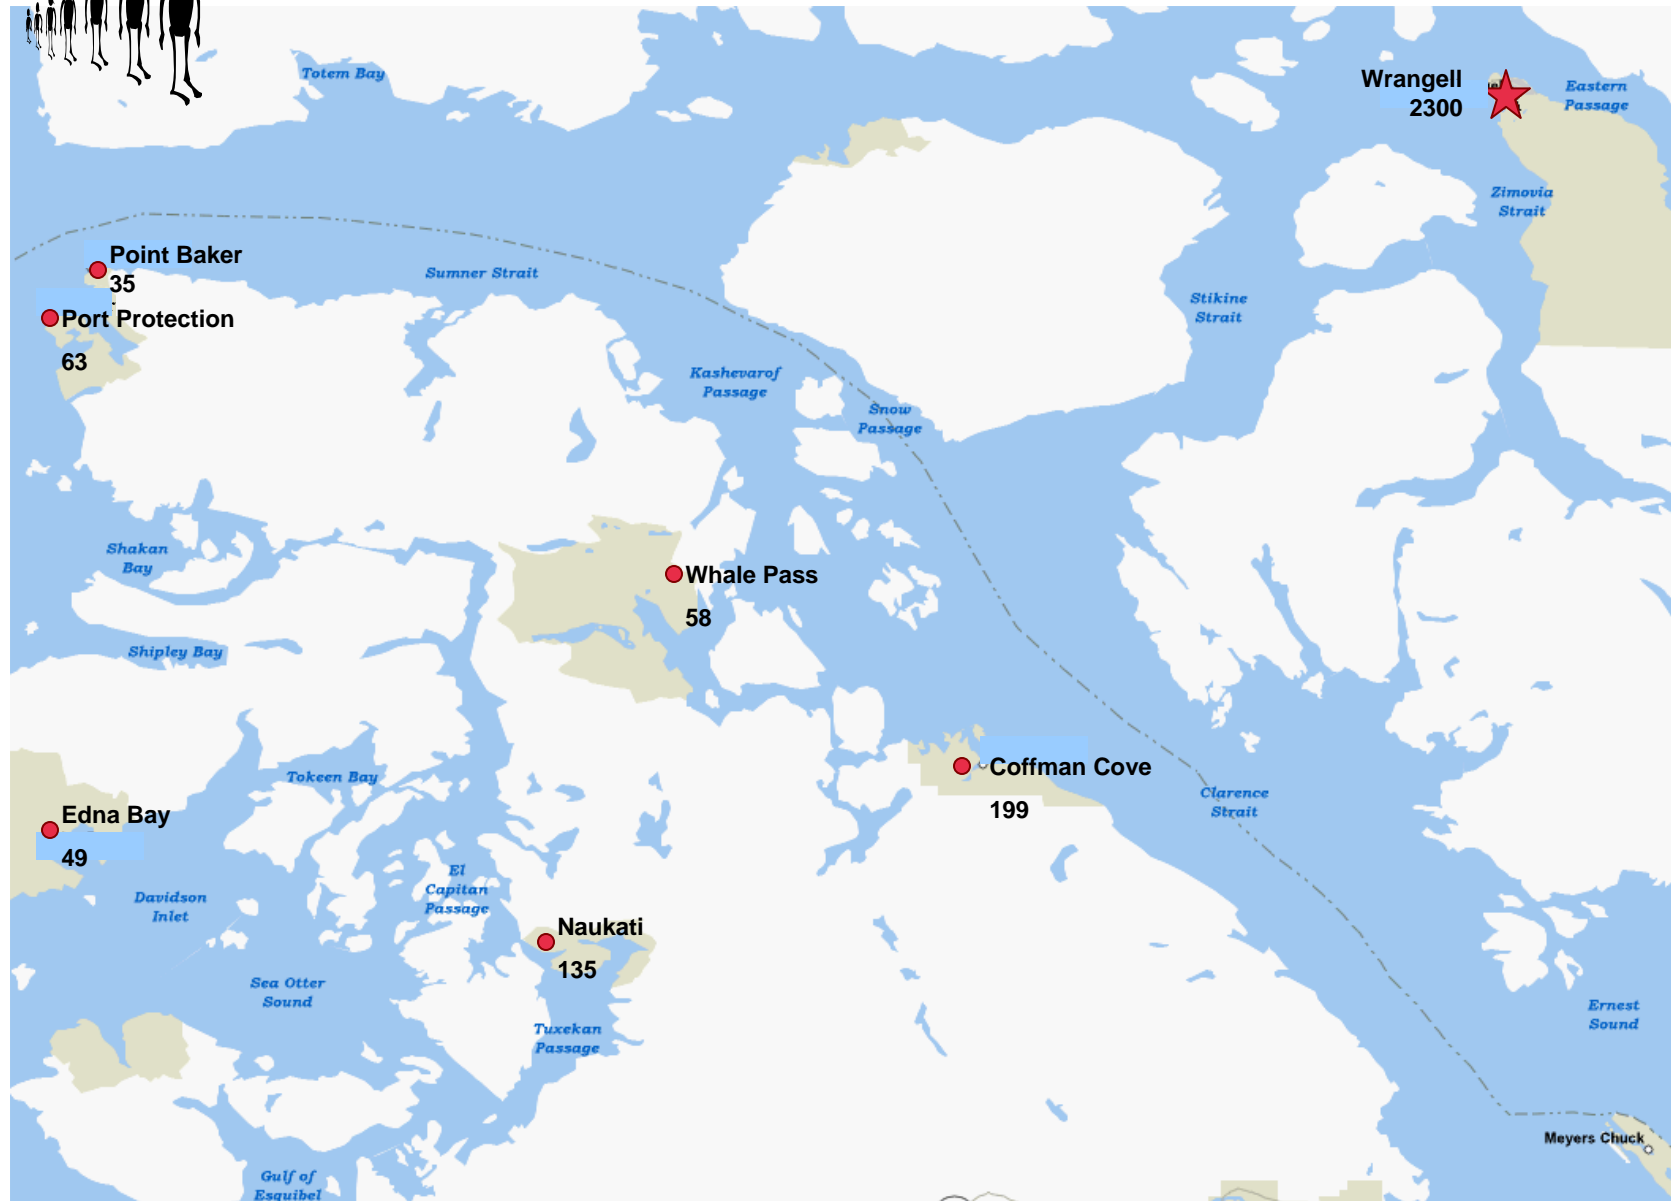 Totem Bay
Wrangell
2300
Eastern
Passage
Zimovia
Strait
Point Baker
35
Sumner Strait
Port Protection
63
Stikine
Strait
Kashevarof
Passage
Snow
Passage
Shakan
Bay
Whale Pass
58
Shipley Bay
Tokeen Bay
Coffman Cove
199
Clarence
Strait
Edna Bay
49
El
Capitan
Passage
Davidson
Inlet
Naukati
135
Sea Otter
Sound
Ernest
Sound
Tuxekan
Passage
Meyers Chuck
Gulf of
Esquibel